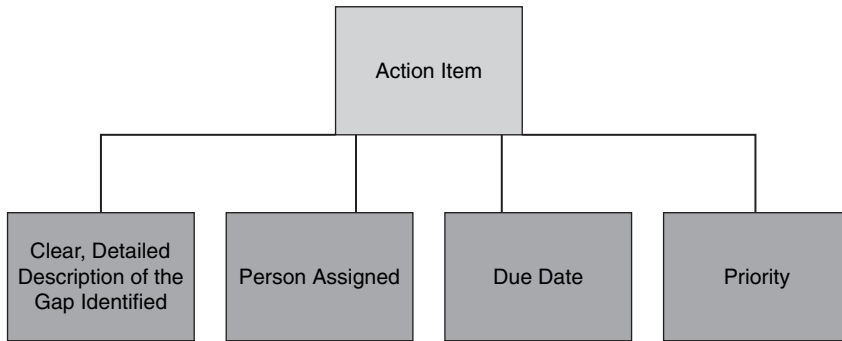 Action Item
Clear, Detailed
Description of the
Gap Identified
Person Assigned
Due Date
Priority